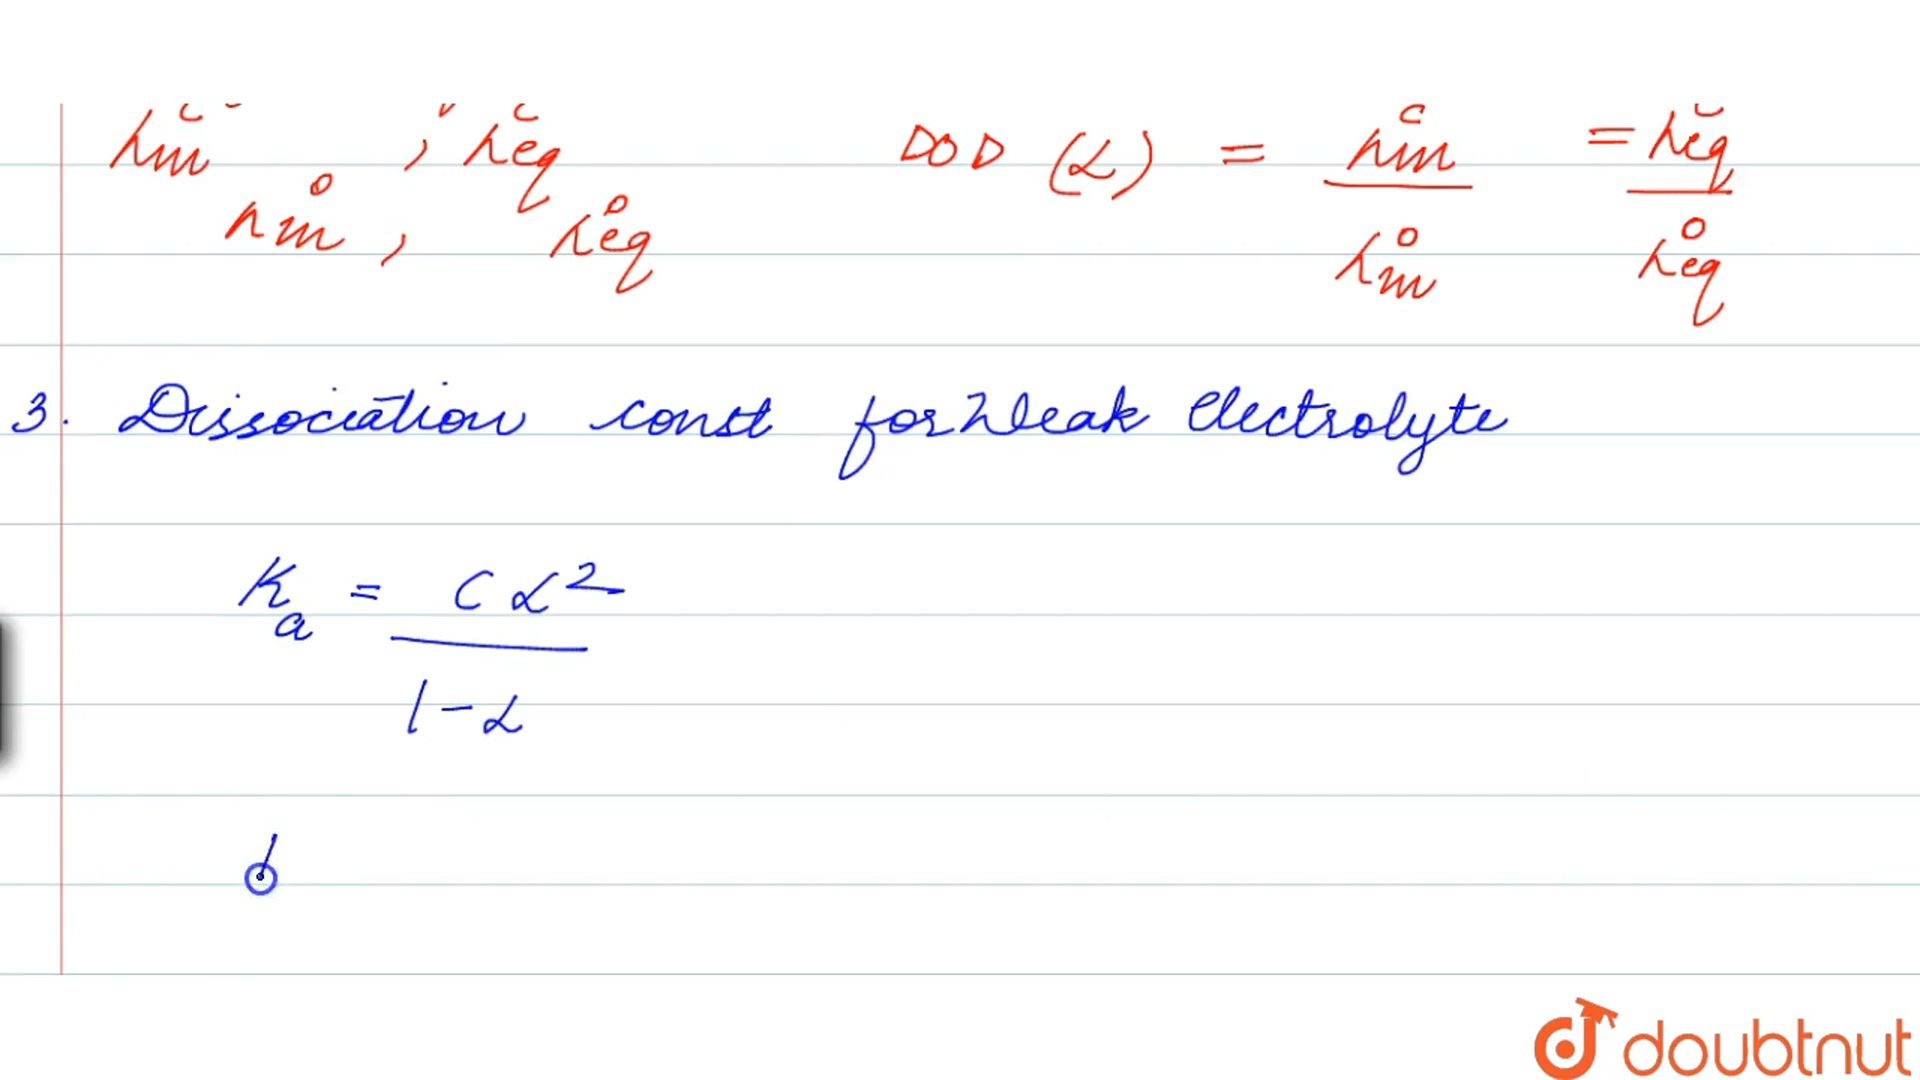 λm^c , λeq^c DOD (α) = λm^c / λm^o = λeq^c / λeq^o
λm^o , λeq^o
3. Dissociation const for Weak Electrolyte
Ka = Cα² / 1-α
doubtnut